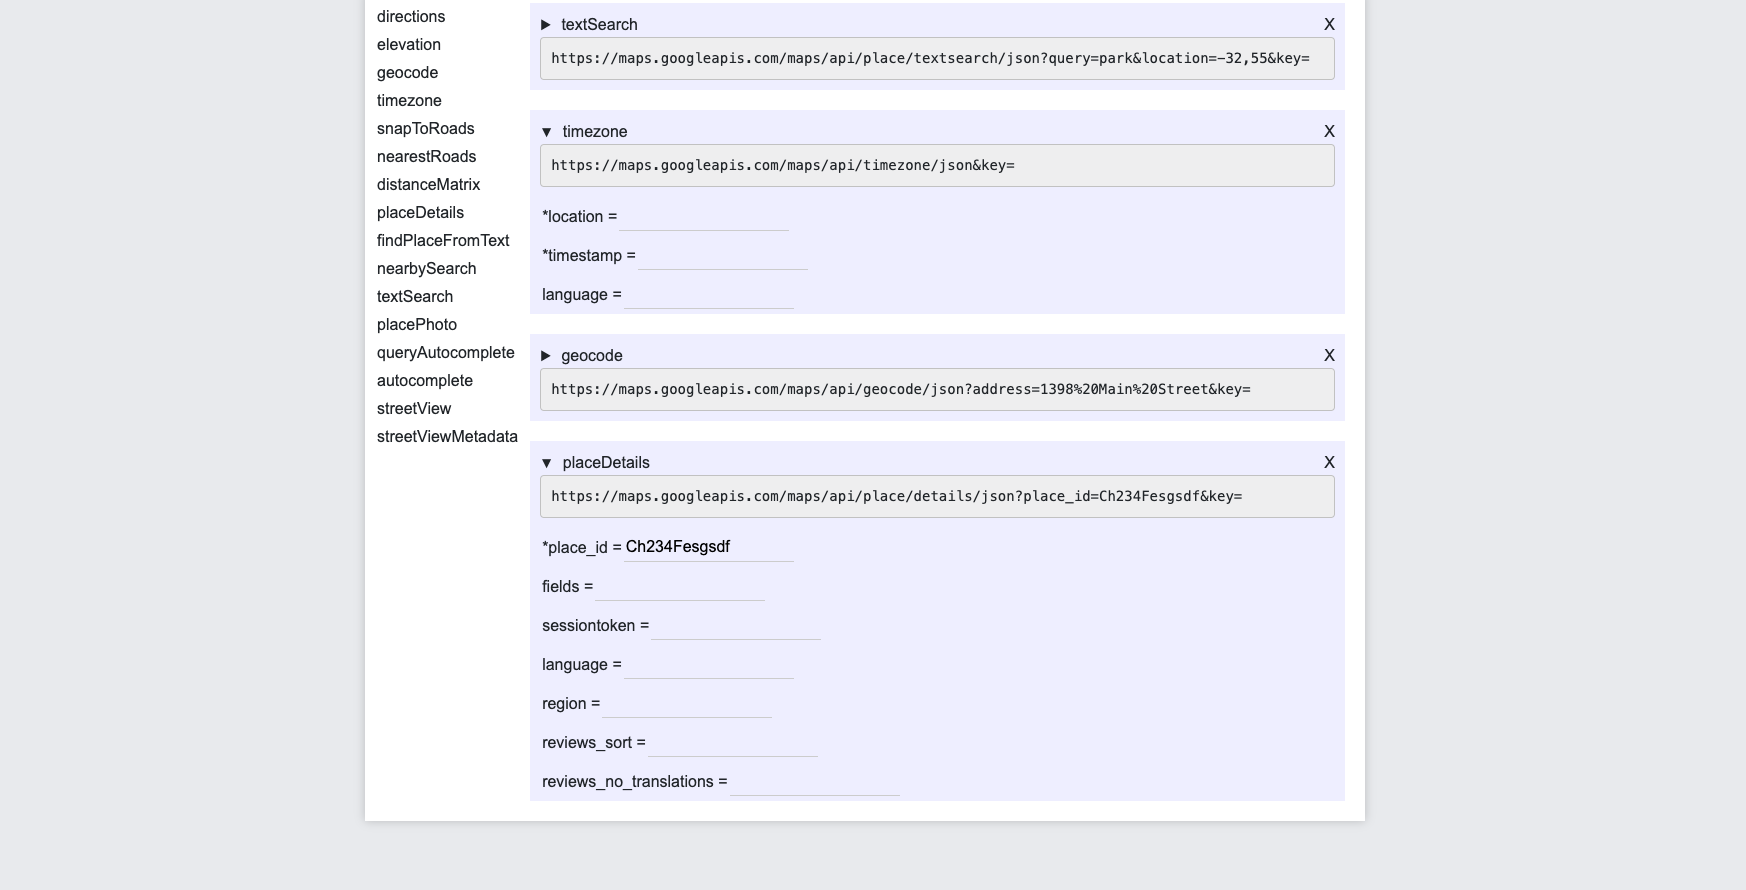 directions
elevation
geocode
timezone
snapToRoads
nearestRoads
distanceMatrix
placeDetails
findPlaceFromText
nearbySearch
textSearch
placePhoto
queryAutocomplete
autocomplete
streetView
streetViewMetadata
▶ textSearch X
https://maps.googleapis.com/maps/api/place/textsearch/json?query=park&location=-32,55&key=
▼ timezone X
https://maps.googleapis.com/maps/api/timezone/json&key=
*location =
*timestamp =
language =
▶ geocode X
https://maps.googleapis.com/maps/api/geocode/json?address=1398%20Main%20Street&key=
▼ placeDetails X
https://maps.googleapis.com/maps/api/place/details/json?place_id=Ch234Fesgsdf&key=
*place_id = Ch234Fesgsdf
fields =
sessiontoken =
language =
region =
reviews_sort =
reviews_no_translations =